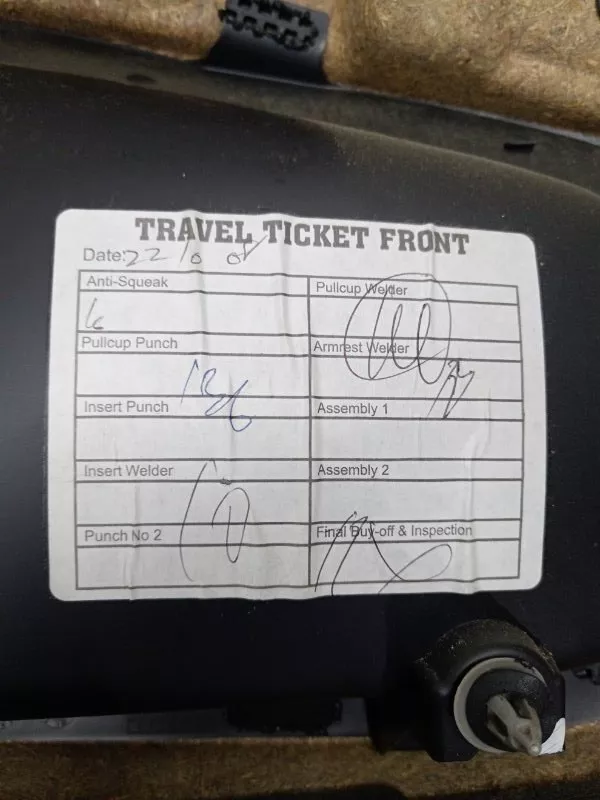 TRAVEL TICKET FRONT
Date: 22 10
Anti-Squeak
Pullcup Welder
6
Pullcup Punch
Armrest Welder
Insert Punch
Assembly 1
Insert Welder
Assembly 2
Punch No 2
Final Buy-off & Inspection